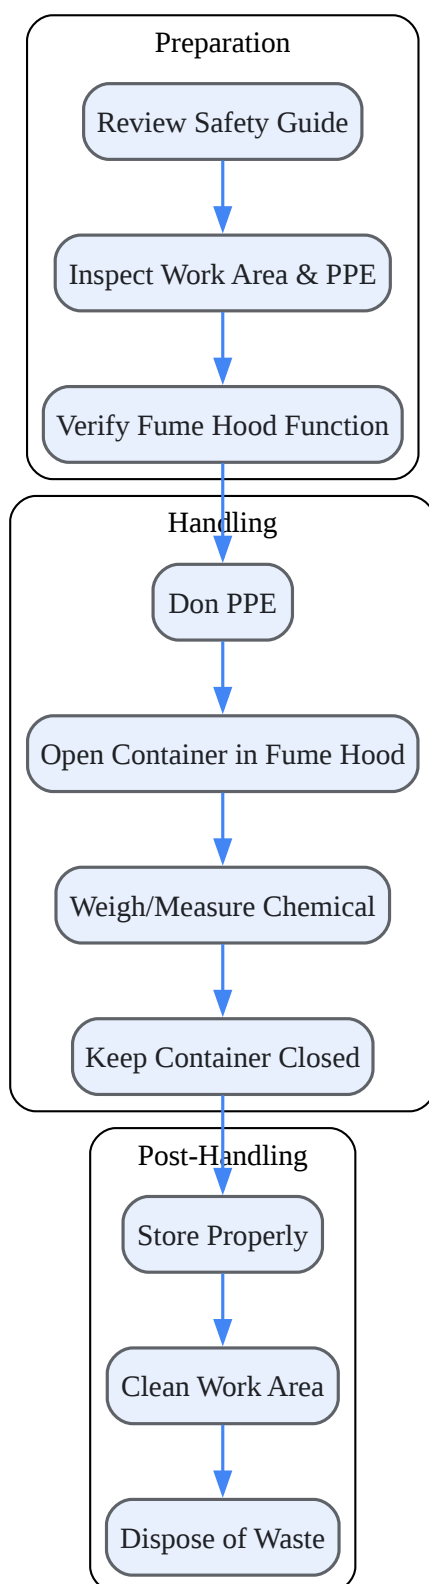 Preparation
Review Safety Guide
Inspect Work Area & PPE
Verify Fume Hood Function
Handling
Don PPE
Open Container in Fume Hood
Weigh/Measure Chemical
Keep Container Closed
Post-Handling
Store Properly
Clean Work Area
Dispose of Waste